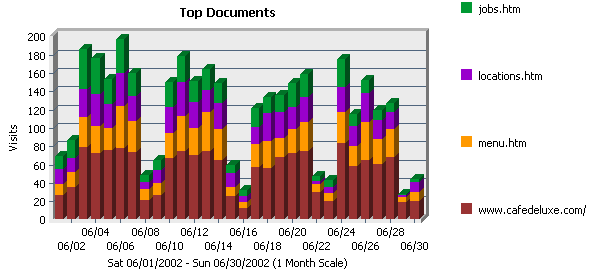 Top Documents
Visits
200
180
160
140
120
100
80
60
40
20
0
06/04 06/08 06/12 06/16 06/20 06/24 06/28
06/02 06/06 06/10 06/14 06/18 06/22 06/26 06/30
Sat 06/01/2002 - Sun 06/30/2002 (1 Month Scale)
jobs.htm
locations.htm
menu.htm
www.cafedeluxe.com/